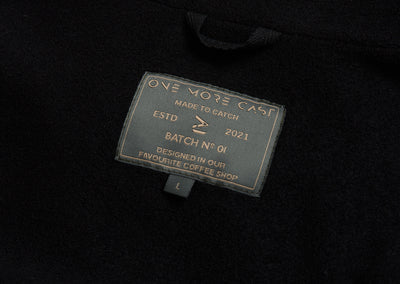 ONE MORE CAST
MADE TO CATCH
ESTD 2021
BATCH Nº 01
DESIGNED IN OUR
FAVOURITE COFFEE SHOP
L